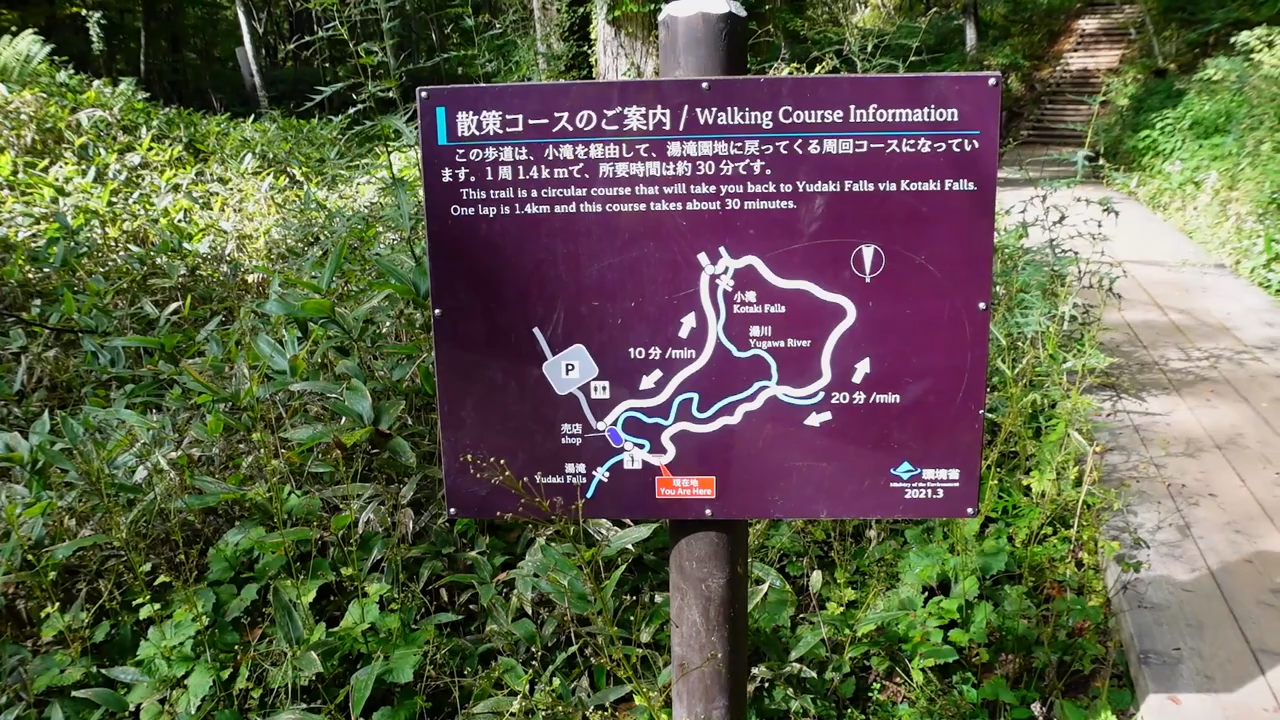 散策コースのご案内 / Walking Course Information
この歩道は、小滝を経由して、湯滝園地に戻ってくる周回コースになってい
ます。1周1.4kmで、所要時間は約30分です。
This trail is a circular course that will take you back to Yudaki Falls via Kotaki Falls.
One lap is 1.4km and this course takes about 30 minutes.
小滝
Kotaki Falls
湯川
Yugawa River
10分/min
P
20分/min
売店
shop
湯滝
Yudaki Falls
現在地
You Are Here
環境省
Ministry of the Environment
2021.3